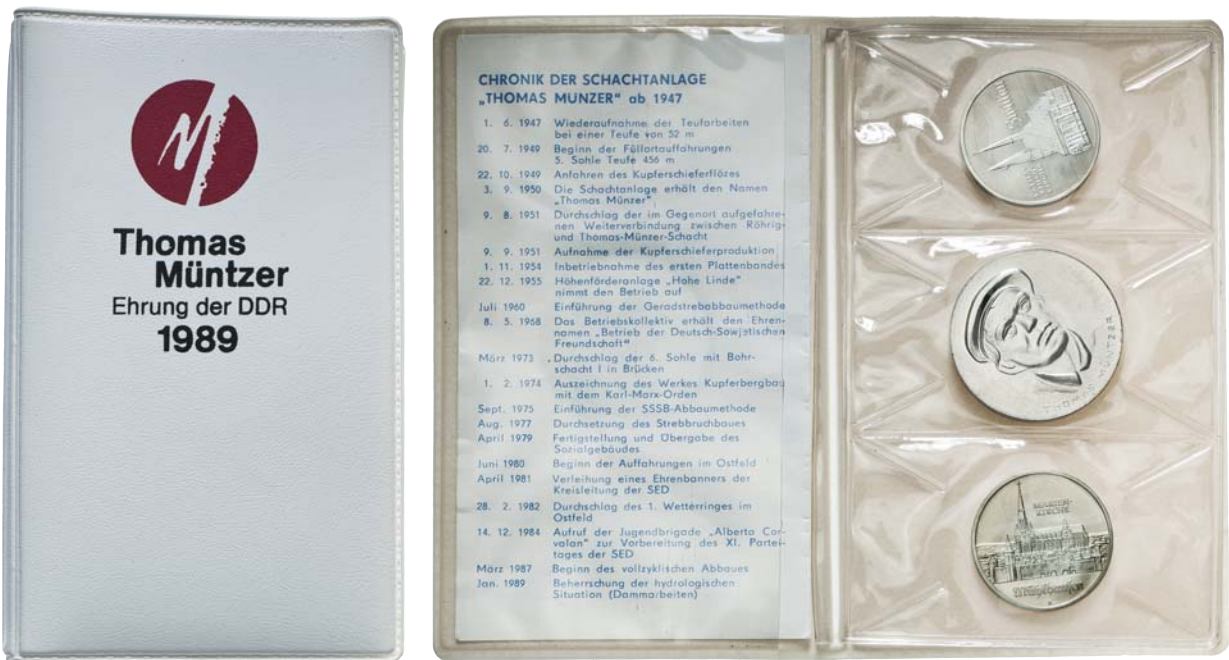 Thomas
Müntzer
Ehrung der DDR
1989
CHRONIK DER SCHACHTANLAGE
„THOMAS MÜNZER" ab 1947
1. 6. 1947 Wiederaufnahme der Teufarbeiten
bei einer Teufe von 52 m
20. 7. 1949 Beginn der Füllortauffahrungen
5. Sohle Teufe 456 m
22. 10. 1949 Anfahren des Kupferschieferflözes
3. 9. 1950 Die Schachtanlage erhält den Namen
„Thomas Münzer"
9. 8. 1951 Durchschlag der im Gegenort aufgefahre-
nen Weiterverbindung zwischen Röhrig-
und Thomas-Münzer-Schacht
9. 9. 1951 Aufnahme der Kupferschieferproduktion
1. 11. 1954 Inbetriebnahme des ersten Plattenbandes
22. 12. 1955 Höhenförderanlage „Hohe Linde"
nimmt den Betrieb auf
Juli 1960 Einführung der Geradstrebabbaumethode
8. 5. 1968 Das Betriebskollektiv erhält den Ehren-
namen „Betrieb der Deutsch-Sowjetischen
Freundschaft"
März 1973 Durchschlag der 6. Sohle mit Bohr-
schacht I in Brücken
1. 2. 1974 Auszeichnung des Werkes Kupferbergbau
mit dem Karl-Marx-Orden
Sept. 1975 Einführung der SSSB-Abbaumethode
Aug. 1977 Durchsetzung des Strebbruchbaues
April 1979 Fertigstellung und Übergabe des
Sozialgebäudes
Juni 1980 Beginn der Auffahrungen im Ostfeld
April 1981 Verleihung eines Ehrenbanners der
Kreisleitung der SED
28. 2. 1982 Durchschlag des 1. Wetterringes im
Ostfeld
14. 12. 1984 Aufruf der Jugendbrigade „Alberto Cor-
valan" zur Vorbereitung des XI. Partei-
tages der SED
März 1987 Beginn des vollzyklischen Abbaues
Jan. 1989 Beherrschung der hydrologischen
Situation (Dammarbeiten)
THOMAS MÜNTZER
MARIEN-
KIRCHE